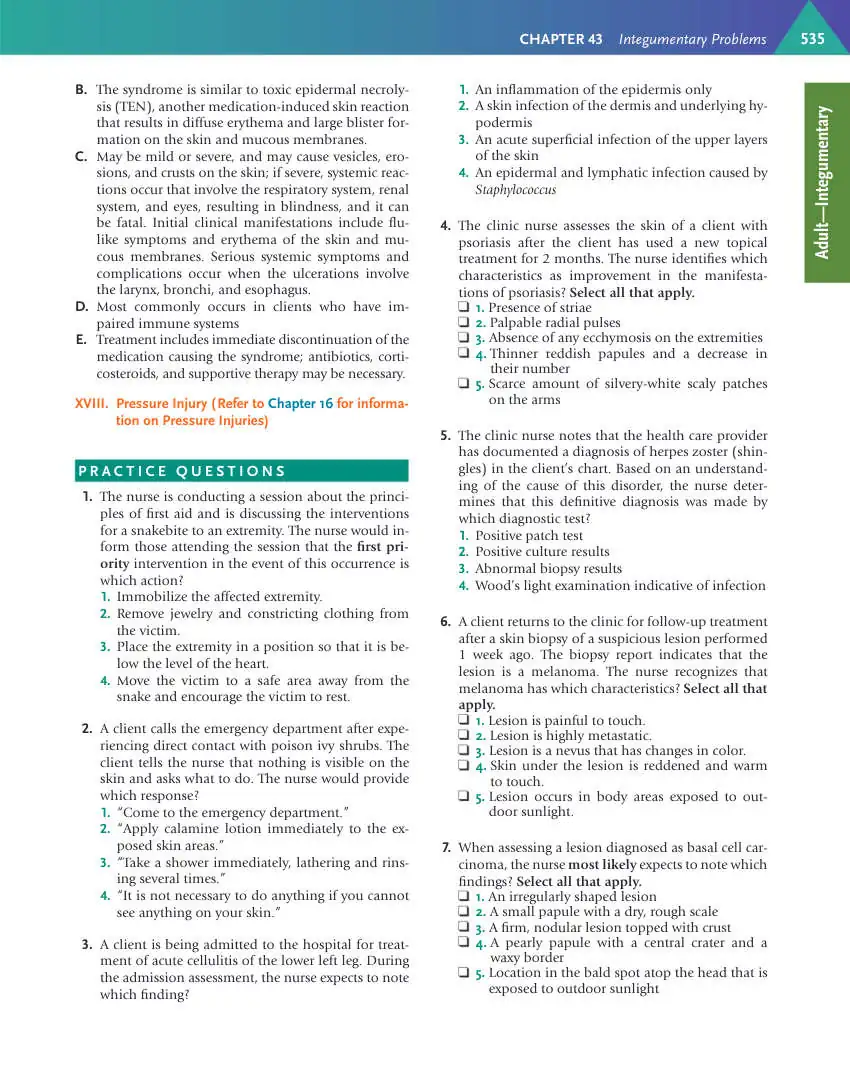 CHAPTER 43 Integumentary Problems 535
B. The syndrome is similar to toxic epidermal necroly-
sis (TEN), another medication-induced skin reaction
that results in diffuse erythema and large blister for-
mation on the skin and mucous membranes.
C. May be mild or severe, and may cause vesicles, ero-
sions, and crusts on the skin; if severe, systemic reac-
tions occur that involve the respiratory system, renal
system, and eyes, resulting in blindness, and it can
be fatal. Initial clinical manifestations include flu-
like symptoms and erythema of the skin and mu-
cous membranes. Serious systemic symptoms and
complications occur when the ulcerations involve
the larynx, bronchi, and esophagus.
D. Most commonly occurs in clients who have im-
paired immune systems
E. Treatment includes immediate discontinuation of the
medication causing the syndrome; antibiotics, corti-
costeroids, and supportive therapy may be necessary.
XVIII. Pressure Injury (Refer to Chapter 16 for informa-
tion on Pressure Injuries)
PRACTICE QUESTIONS
1. The nurse is conducting a session about the princi-
ples of first aid and is discussing the interventions
for a snakebite to an extremity. The nurse would in-
form those attending the session that the first pri-
ority intervention in the event of this occurrence is
which action?
1. Immobilize the affected extremity.
2. Remove jewelry and constricting clothing from
the victim.
3. Place the extremity in a position so that it is be-
low the level of the heart.
4. Move the victim to a safe area away from the
snake and encourage the victim to rest.
2. A client calls the emergency department after expe-
riencing direct contact with poison ivy shrubs. The
client tells the nurse that nothing is visible on the
skin and asks what to do. The nurse would provide
which response?
1. “Come to the emergency department.”
2. “Apply calamine lotion immediately to the ex-
posed skin areas.”
3. “Take a shower immediately, lathering and rins-
ing several times.”
4. “It is not necessary to do anything if you cannot
see anything on your skin.”
3. A client is being admitted to the hospital for treat-
ment of acute cellulitis of the lower left leg. During
the admission assessment, the nurse expects to note
which finding?
1. An inflammation of the epidermis only
2. A skin infection of the dermis and underlying hy-
podermis
3. An acute superficial infection of the upper layers
of the skin
4. An epidermal and lymphatic infection caused by
Staphylococcus
4. The clinic nurse assesses the skin of a client with
psoriasis after the client has used a new topical
treatment for 2 months. The nurse identifies which
characteristics as improvement in the manifesta-
tions of psoriasis? Select all that apply.
❑ 1. Presence of striae
❑ 2. Palpable radial pulses
❑ 3. Absence of any ecchymosis on the extremities
❑ 4. Thinner reddish papules and a decrease in
their number
❑ 5. Scarce amount of silvery-white scaly patches
on the arms
5. The clinic nurse notes that the health care provider
has documented a diagnosis of herpes zoster (shin-
gles) in the client’s chart. Based on an understand-
ing of the cause of this disorder, the nurse deter-
mines that this definitive diagnosis was made by
which diagnostic test?
1. Positive patch test
2. Positive culture results
3. Abnormal biopsy results
4. Wood’s light examination indicative of infection
6. A client returns to the clinic for follow-up treatment
after a skin biopsy of a suspicious lesion performed
1 week ago. The biopsy report indicates that the
lesion is a melanoma. The nurse recognizes that
melanoma has which characteristics? Select all that
apply.
❑ 1. Lesion is painful to touch.
❑ 2. Lesion is highly metastatic.
❑ 3. Lesion is a nevus that has changes in color.
❑ 4. Skin under the lesion is reddened and warm
to touch.
❑ 5. Lesion occurs in body areas exposed to out-
door sunlight.
7. When assessing a lesion diagnosed as basal cell car-
cinoma, the nurse most likely expects to note which
findings? Select all that apply.
❑ 1. An irregularly shaped lesion
❑ 2. A small papule with a dry, rough scale
❑ 3. A firm, nodular lesion topped with crust
❑ 4. A pearly papule with a central crater and a
waxy border
❑ 5. Location in the bald spot atop the head that is
exposed to outdoor sunlight
Adult—Integumentary